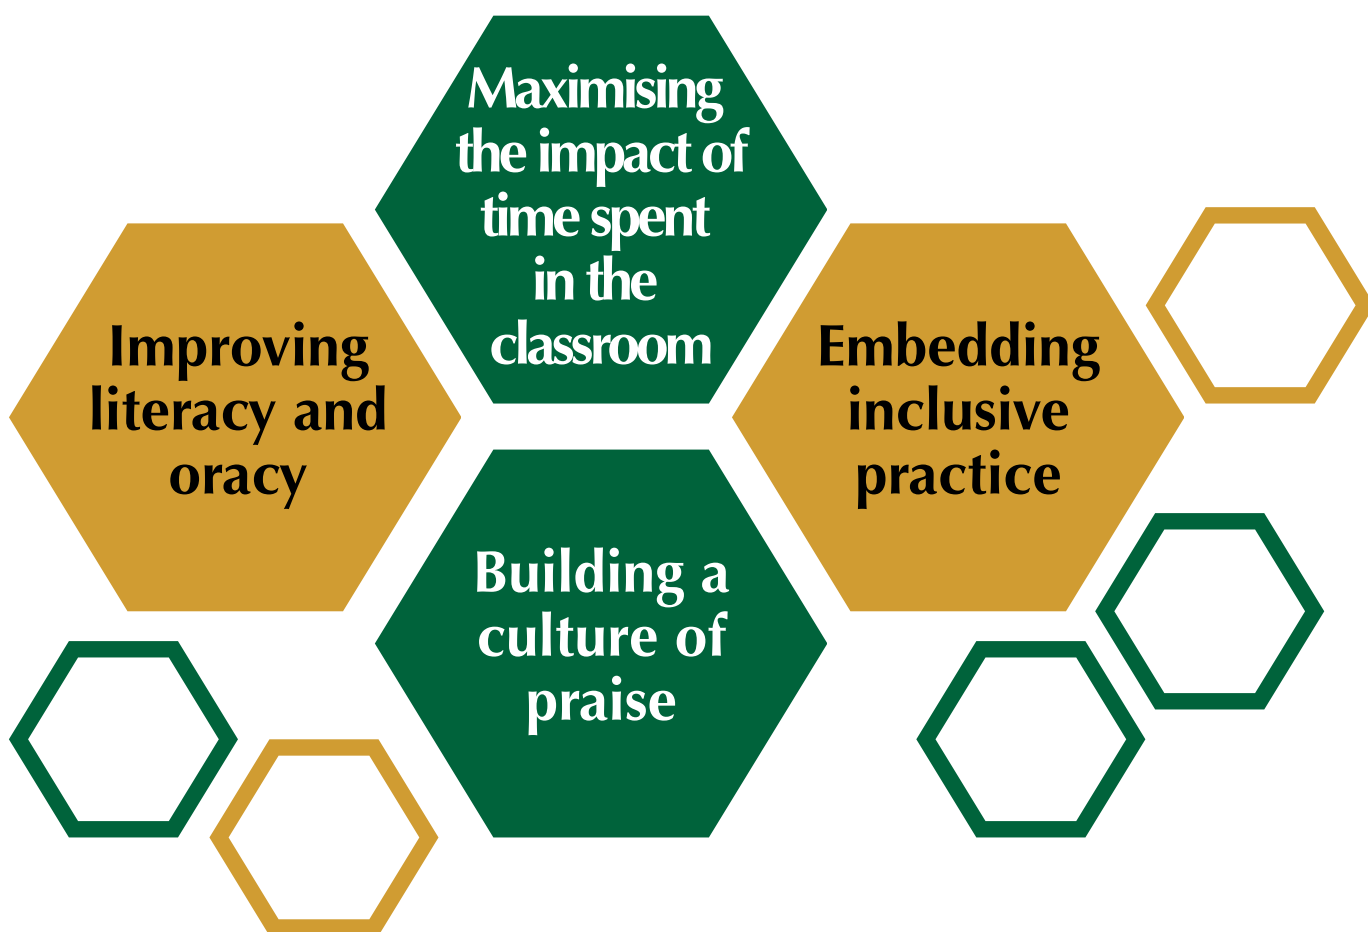 Maximising
the impact of
time spent
in the
classroom
Improving
literacy and
oracy
Embedding
inclusive
practice
Building a
culture of
praise